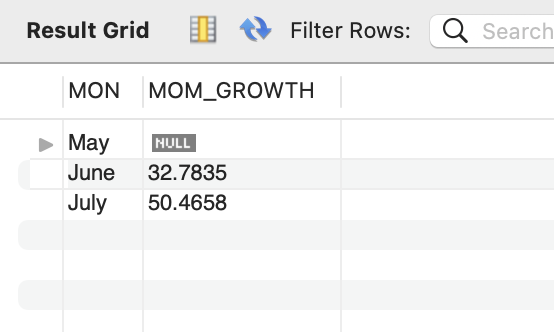 Result Grid Filter Rows: Search
MON MOM_GROWTH
May NULL
June 32.7835
July 50.4658